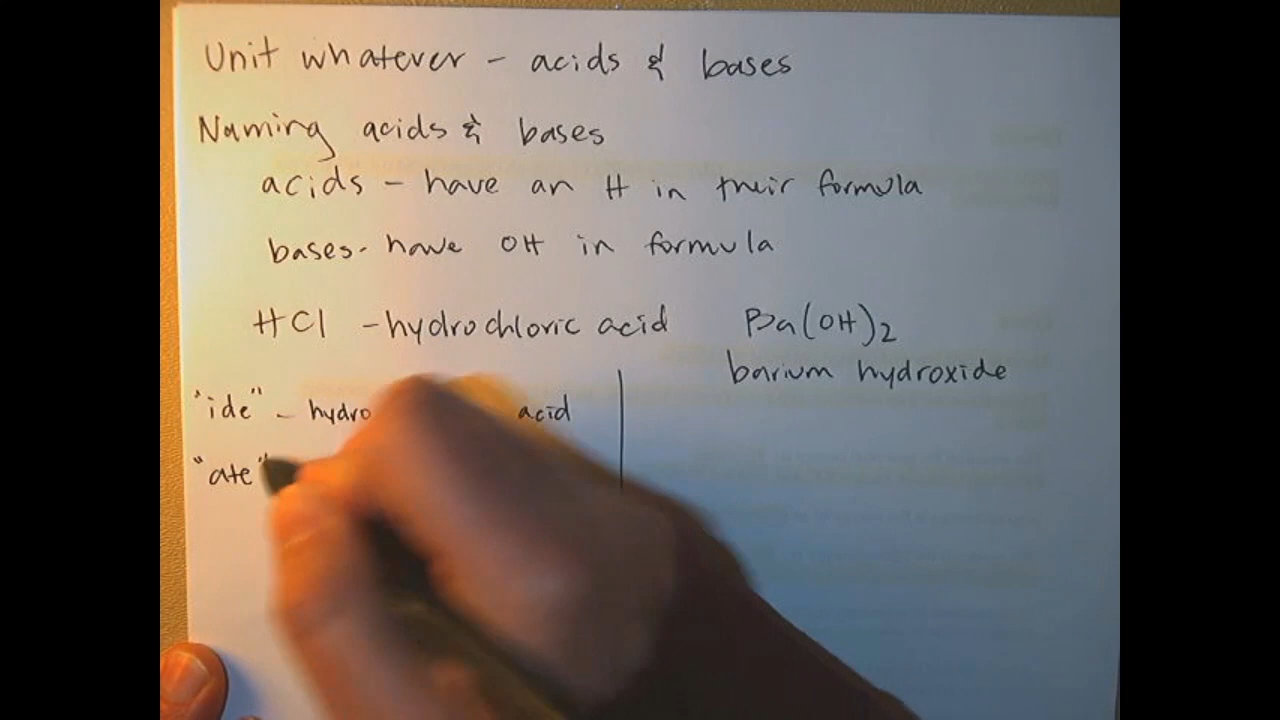 Unit whatever - acids & bases
Naming acids & bases
acids - have an H in their formula
bases - have OH in formula
HCl - hydrochloric acid Ba(OH)2
barium hydroxide
"ide" - hydro acid
"ate"